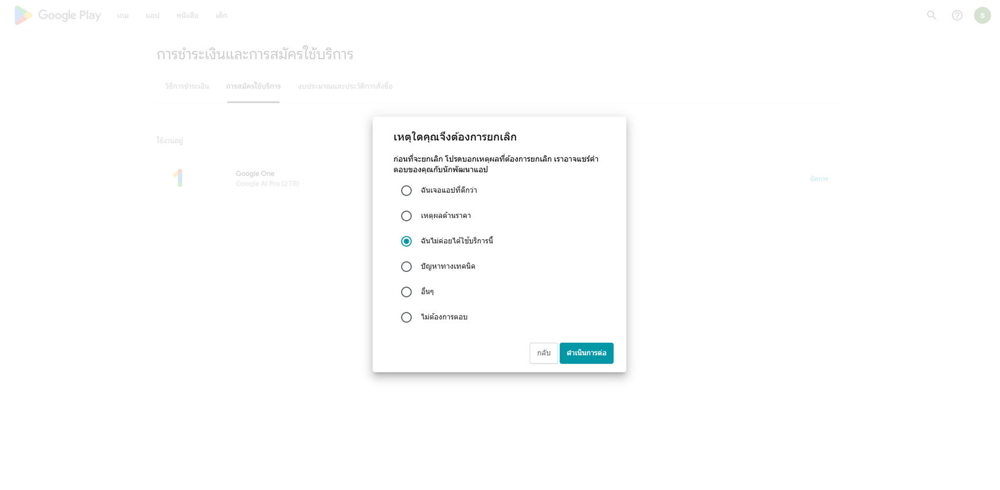 Google Play เกม แอป หนังสือ เด็ก S
การชำระเงินและการสมัครใช้บริการ
วิธีการชำระเงิน การสมัครใช้บริการ งบประมาณและประวัติการสั่งซื้อ
ใช้งานอยู่
Google One
Google AI Pro (2 TB)
จัดการ
เหตุใดคุณจึงต้องการยกเลิก
ก่อนที่จะยกเลิก โปรดบอกเหตุผลที่ต้องการยกเลิก เราอาจแชร์คำ
ตอบของคุณกับนักพัฒนาแอป
ฉันเจอแอปที่ดีกว่า
เหตุผลด้านราคา
ฉันไม่ค่อยได้ใช้บริการนี้
ปัญหาทางเทคนิค
อื่นๆ
ไม่ต้องการตอบ
กลับ ดำเนินการต่อ